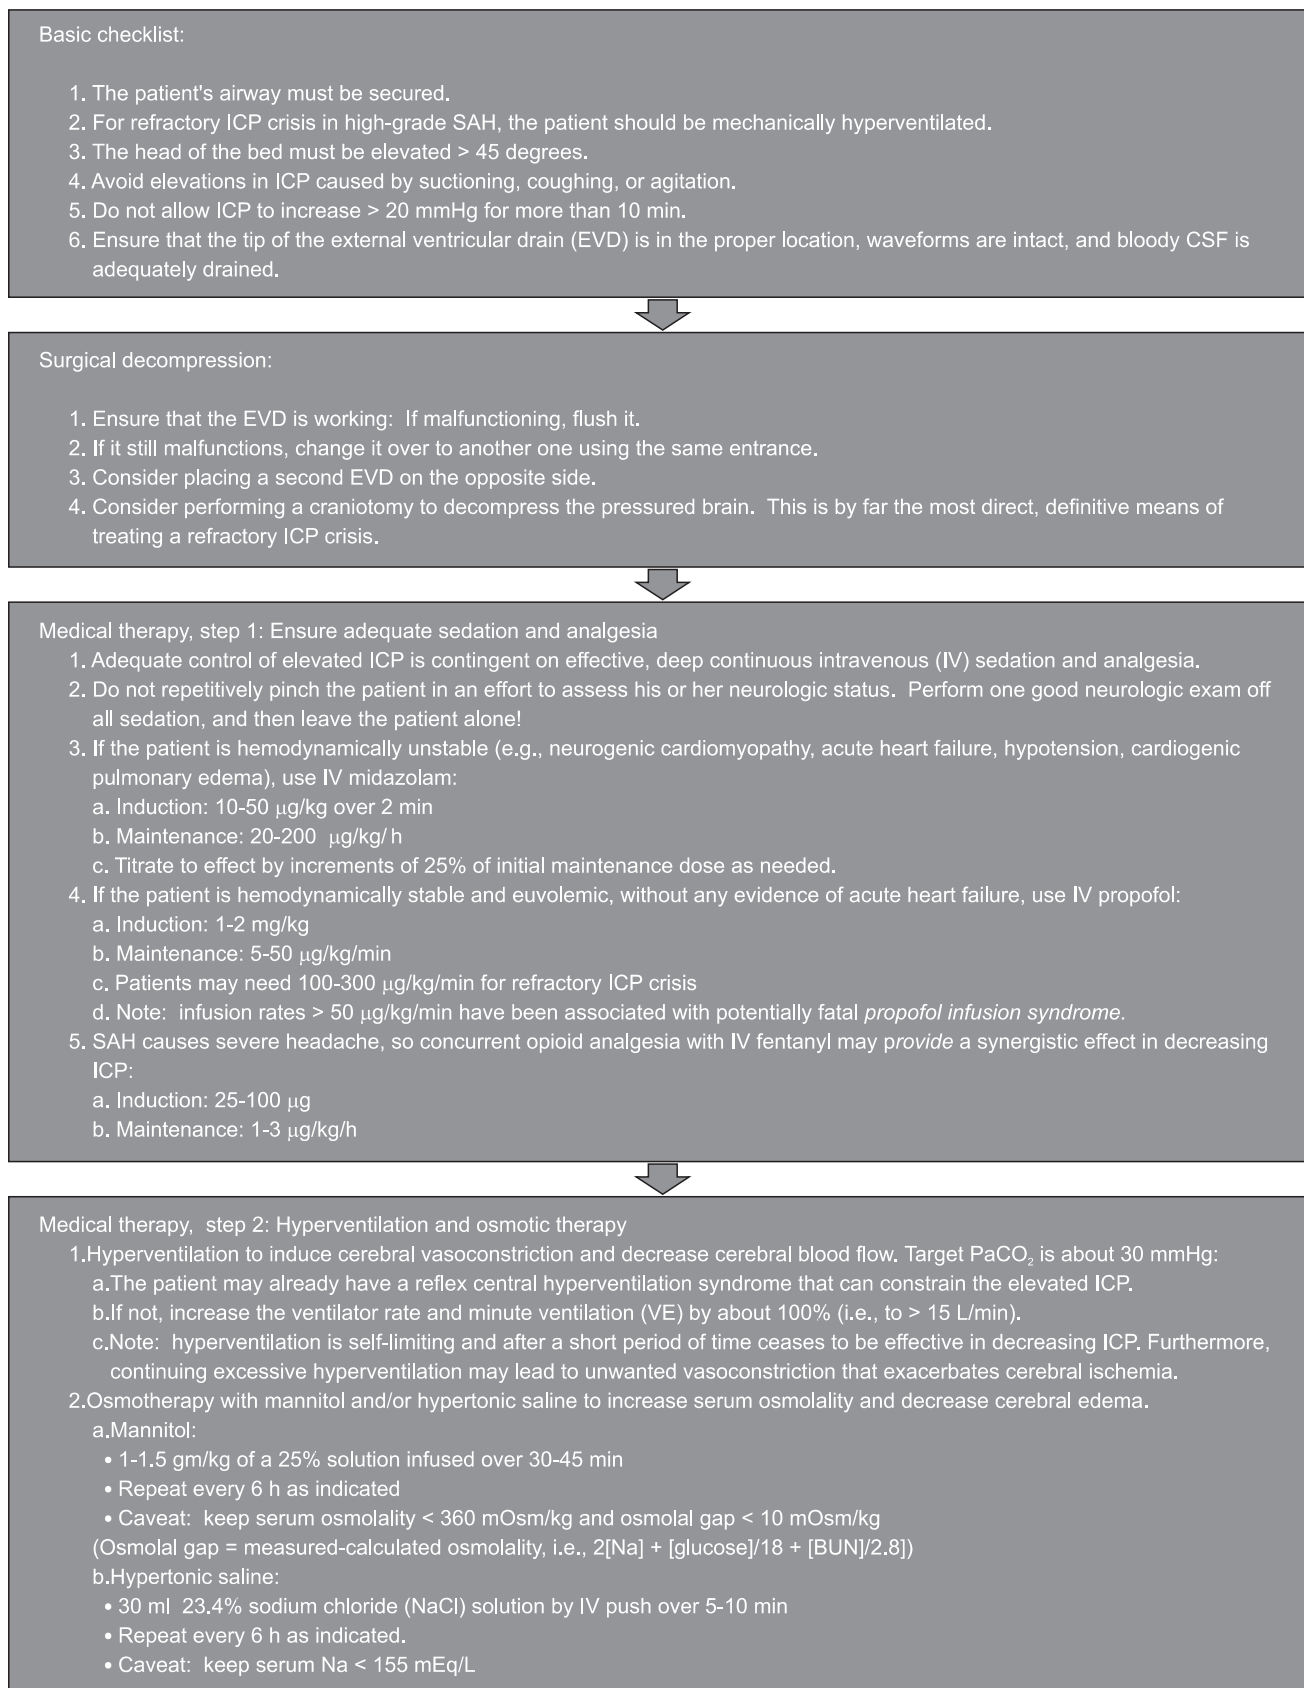 Basic checklist:
1. The patient's airway must be secured.
2. For refractory ICP crisis in high-grade SAH, the patient should be mechanically hyperventilated.
3. The head of the bed must be elevated > 45 degrees.
4. Avoid elevations in ICP caused by suctioning, coughing, or agitation.
5. Do not allow ICP to increase > 20 mmHg for more than 10 min.
6. Ensure that the tip of the external ventricular drain (EVD) is in the proper location, waveforms are intact, and bloody CSF is
adequately drained.
Surgical decompression:
1. Ensure that the EVD is working: If malfunctioning, flush it.
2. If it still malfunctions, change it over to another one using the same entrance.
3. Consider placing a second EVD on the opposite side.
4. Consider performing a craniotomy to decompress the pressured brain. This is by far the most direct, definitive means of
treating a refractory ICP crisis.
Medical therapy, step 1: Ensure adequate sedation and analgesia
1. Adequate control of elevated ICP is contingent on effective, deep continuous intravenous (IV) sedation and analgesia.
2. Do not repetitively pinch the patient in an effort to assess his or her neurologic status. Perform one good neurologic exam off
all sedation, and then leave the patient alone!
3. If the patient is hemodynamically unstable (e.g., neurogenic cardiomyopathy, acute heart failure, hypotension, cardiogenic
pulmonary edema), use IV midazolam:
a. Induction: 10-50 µg/kg over 2 min
b. Maintenance: 20-200 µg/kg/ h
c. Titrate to effect by increments of 25% of initial maintenance dose as needed.
4. If the patient is hemodynamically stable and euvolemic, without any evidence of acute heart failure, use IV propofol:
a. Induction: 1-2 mg/kg
b. Maintenance: 5-50 µg/kg/min
c. Patients may need 100-300 µg/kg/min for refractory ICP crisis
d. Note: infusion rates > 50 µg/kg/min have been associated with potentially fatal propofol infusion syndrome.
5. SAH causes severe headache, so concurrent opioid analgesia with IV fentanyl may provide a synergistic effect in decreasing
ICP:
a. Induction: 25-100 µg
b. Maintenance: 1-3 µg/kg/h
Medical therapy, step 2: Hyperventilation and osmotic therapy
1.Hyperventilation to induce cerebral vasoconstriction and decrease cerebral blood flow. Target PaCO₂ is about 30 mmHg:
a.The patient may already have a reflex central hyperventilation syndrome that can constrain the elevated ICP.
b.If not, increase the ventilator rate and minute ventilation (VE) by about 100% (i.e., to > 15 L/min).
c.Note: hyperventilation is self-limiting and after a short period of time ceases to be effective in decreasing ICP. Furthermore,
continuing excessive hyperventilation may lead to unwanted vasoconstriction that exacerbates cerebral ischemia.
2.Osmotherapy with mannitol and/or hypertonic saline to increase serum osmolality and decrease cerebral edema.
a.Mannitol:
• 1-1.5 gm/kg of a 25% solution infused over 30-45 min
• Repeat every 6 h as indicated
• Caveat: keep serum osmolality < 360 mOsm/kg and osmolal gap < 10 mOsm/kg
(Osmolal gap = measured-calculated osmolality, i.e., 2[Na] + [glucose]/18 + [BUN]/2.8])
b.Hypertonic saline:
• 30 ml 23.4% sodium chloride (NaCl) solution by IV push over 5-10 min
• Repeat every 6 h as indicated.
• Caveat: keep serum Na < 155 mEq/L